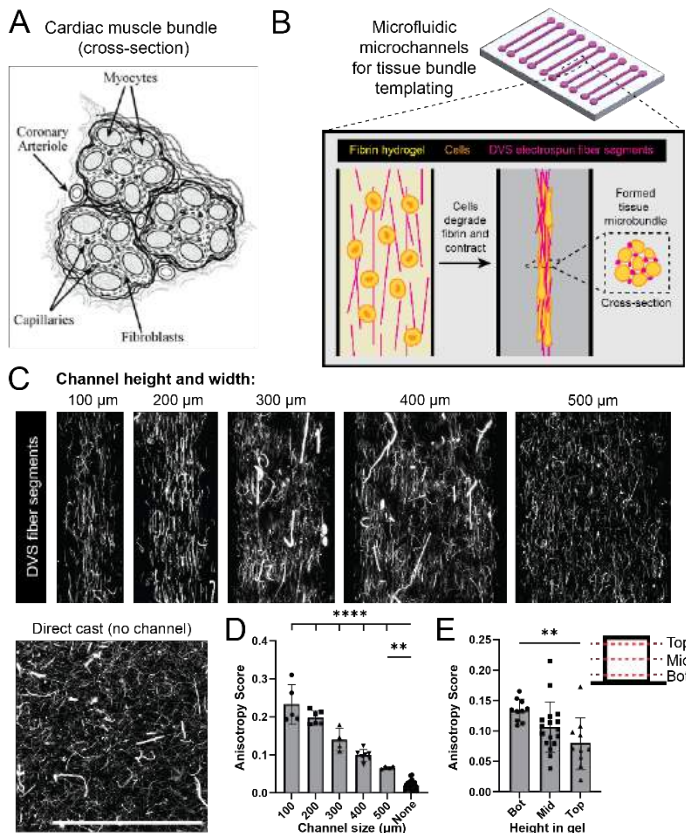 A
Cardiac muscle bundle
(cross-section)
Myocytes
Coronary
Arteriole
Capillaries
Fibroblasts
B
Microfluidic
microchannels
for tissue bundle
templating
Fibrin hydrogel Cells DVS electrospun fiber segments
Cells
degrade
fibrin and
contract
Formed
tissue
microbundle
Cross-section
C
Channel height and width:
100 µm 200 µm 300 µm 400 µm 500 µm
DVS fiber segments
Direct cast (no channel)
D
****
**
Anisotropy Score
0.4
0.3
0.2
0.1
0.0
100 200 300 400 500 None
Channel size (µm)
E
**
Top
Mid
Bot
Anisotropy Score
0.25
0.20
0.15
0.10
0.05
0.00
Bot Mid Top
Height in gel